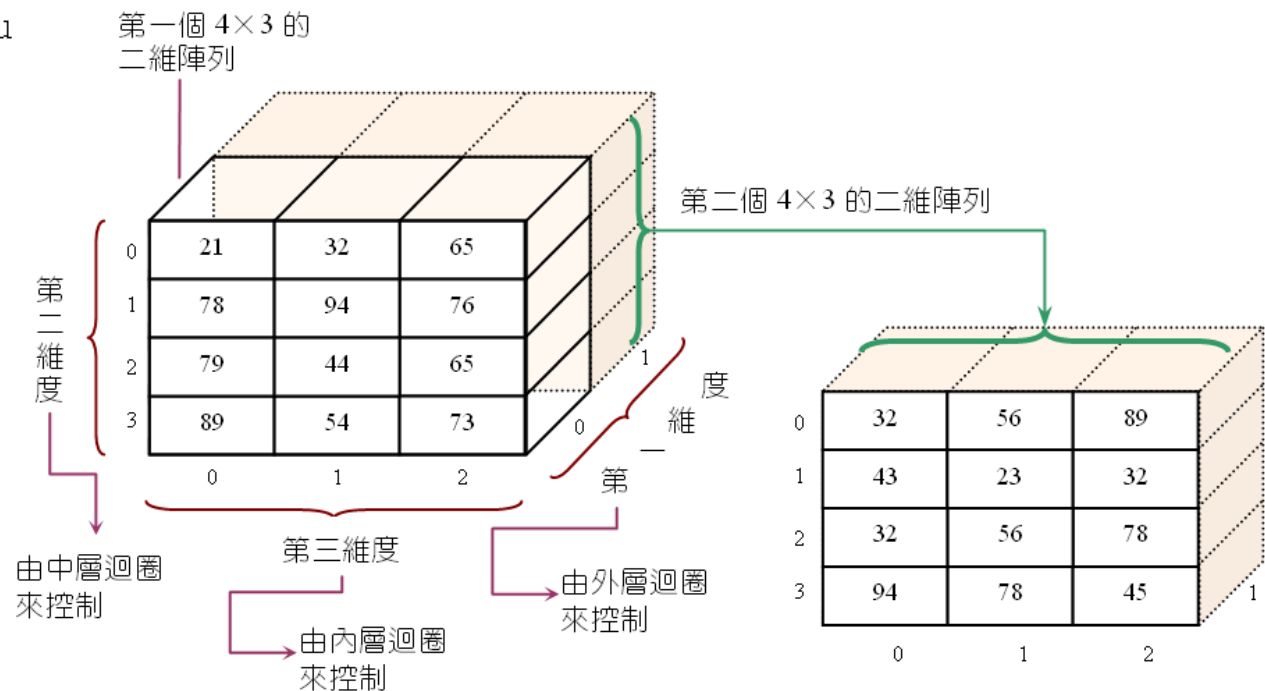 1
第一個 4×3 的
二維陣列
第二個 4×3 的二維陣列
第二維度
0 21 32 65
1 78 94 76
2 79 44 65
3 89 54 73
0 1 2
0
1
第一維度
第三維度
由中層迴圈
來控制
由內層迴圈
來控制
由外層迴圈
來控制
0 32 56 89
1 43 23 32
2 32 56 78
3 94 78 45
1
0 1 2